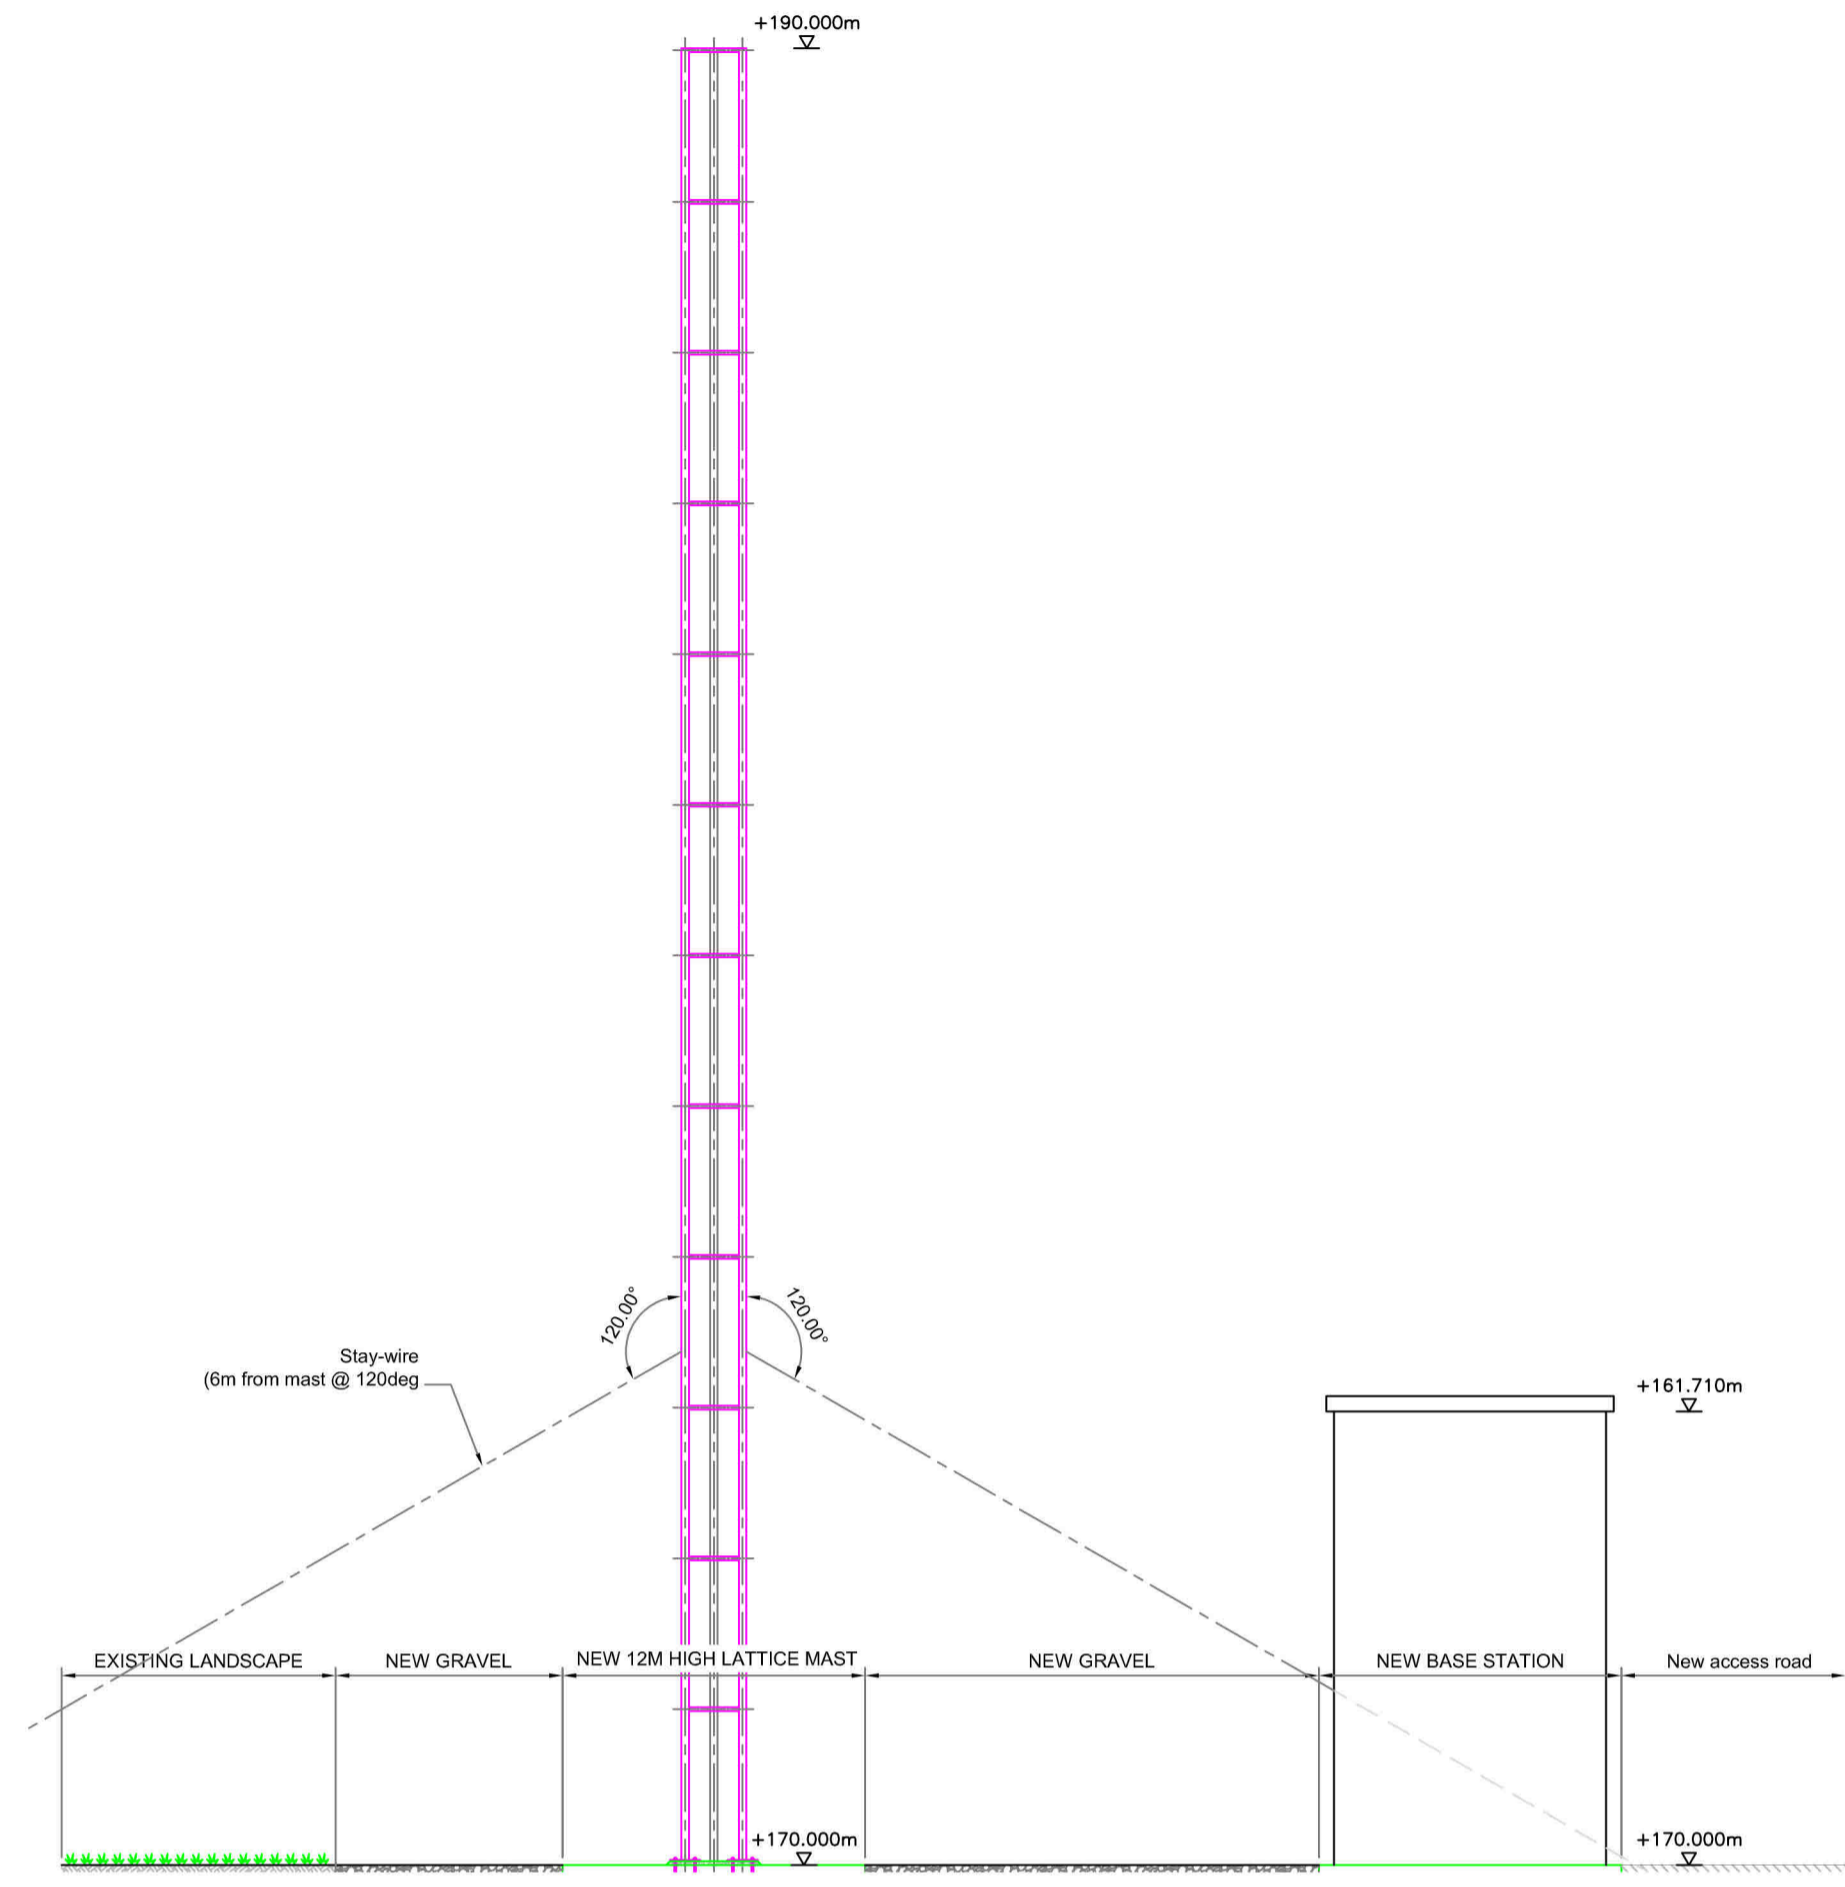 +190.000m
120.00°
120.00°
Stay-wire
(6m from mast @ 120deg
+161.710m
EXISTING LANDSCAPE
NEW GRAVEL
NEW 12M HIGH LATTICE MAST
NEW GRAVEL
NEW BASE STATION
New access road
+170.000m
+170.000m